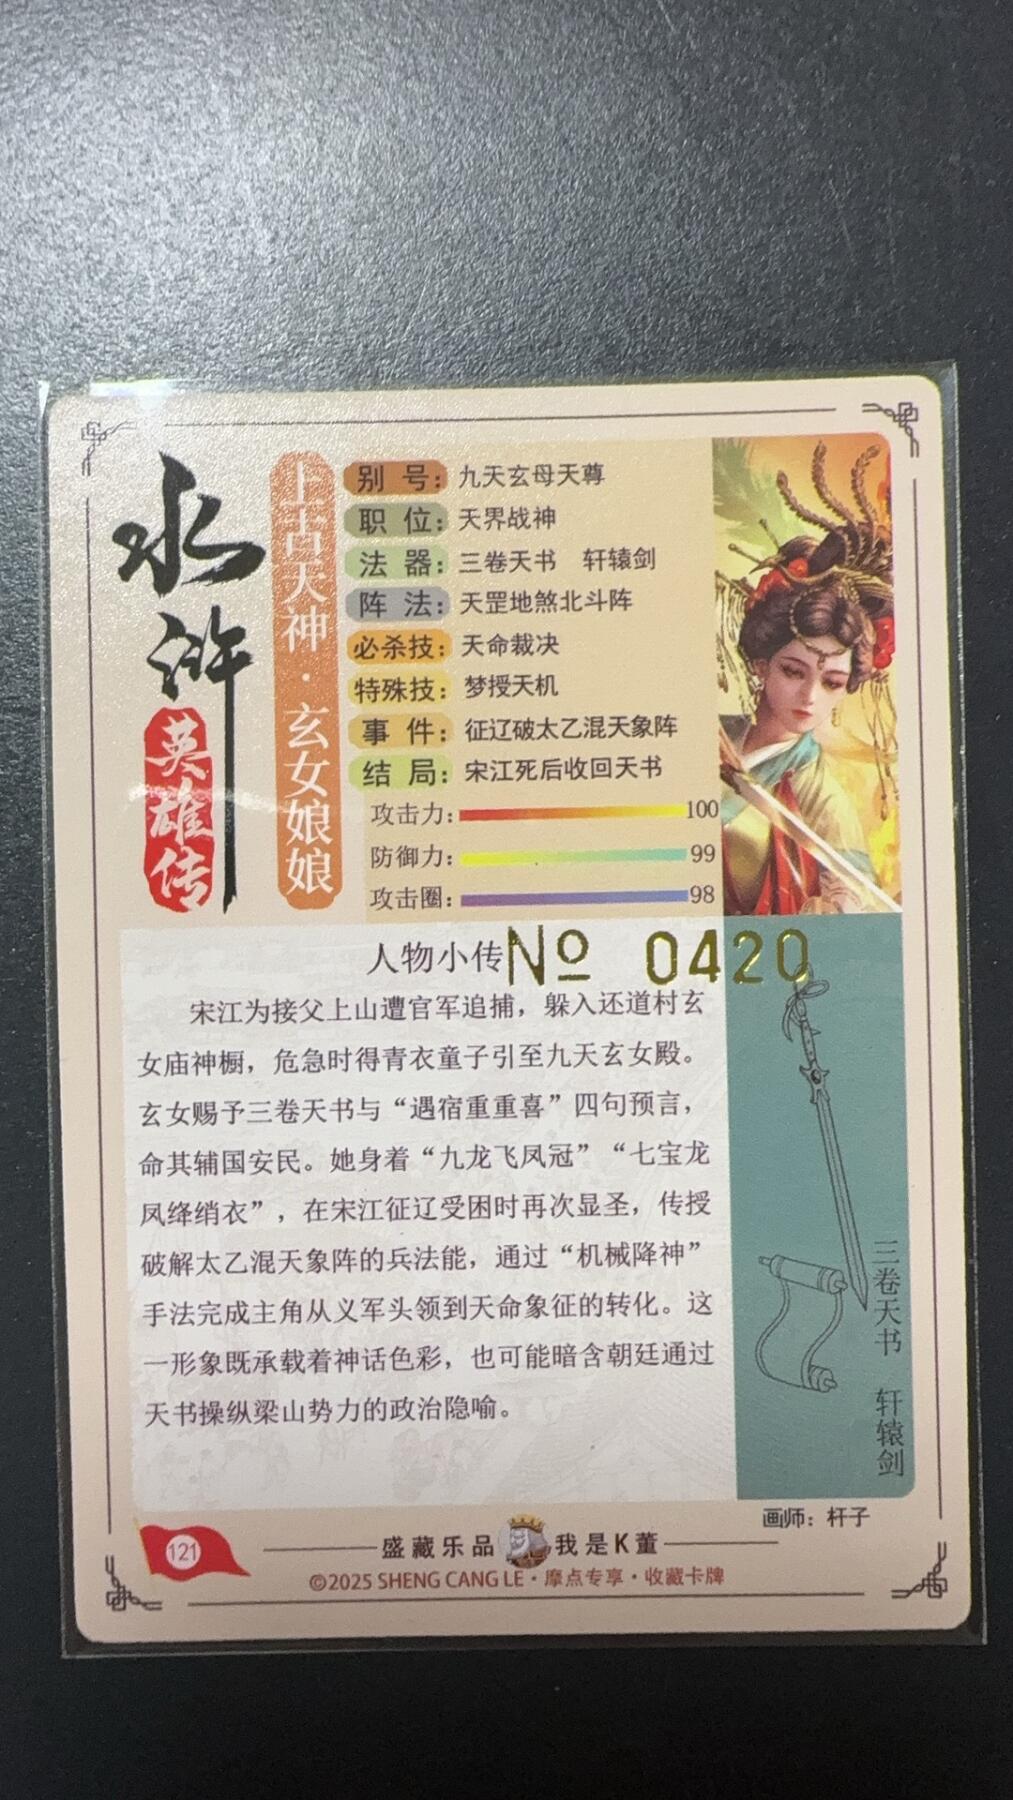 水浒
英雄传
上古天神·玄女娘娘
别号：九天玄母天尊
职位：天界战神
法器：三卷天书 轩辕剑
阵法：天罡地煞北斗阵
必杀技：天命裁决
特殊技：梦授天机
事件：征辽破太乙混天象阵
结局：宋江死后收回天书
攻击力：100
防御力：99
攻击圈：98
人物小传
No 0420
宋江为接父上山遭官军追捕，躲入还道村玄
女庙神橱，危急时得青衣童子引至九天玄女殿。
玄女赐予三卷天书与“遇宿重重喜”四句预言，
命其辅国安民。她身着“九龙飞凤冠”“七宝龙
凤绛绡衣”，在宋江征辽受困时再次显圣，传授
破解太乙混天象阵的兵法能，通过“机械降神”
手法完成主角从义军头领到天命象征的转化。这
一形象既承载着神话色彩，也可能暗含朝廷通过
天书操纵梁山势力的政治隐喻。
三卷天书 轩辕剑
画师：杆子
121
盛藏乐品 我是K董
©2025 SHENG CANG LE·摩点专享·收藏卡牌